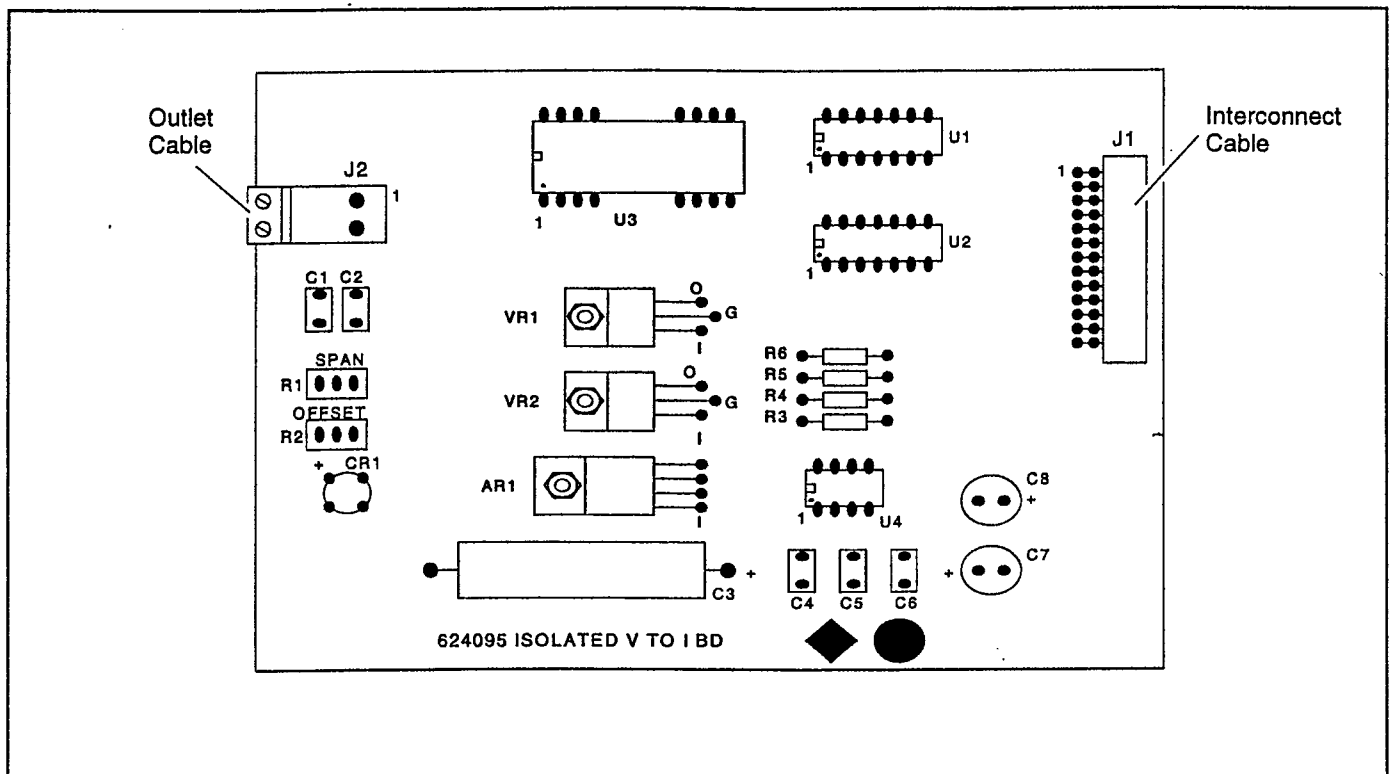 Outlet
Cable
Interconnect
Cable
J2
1
J1
1
U3
1
U1
1
U2
1
C1 C2
SPAN
R1
OFFSET
R2
+ CR1
VR1
O
G
I
VR2
O
G
I
AR1
I
R6
R5
R4
R3
1
U4
C8
+
C7
+
C3
+
C4 C5 C6
624095 ISOLATED V TO I BD